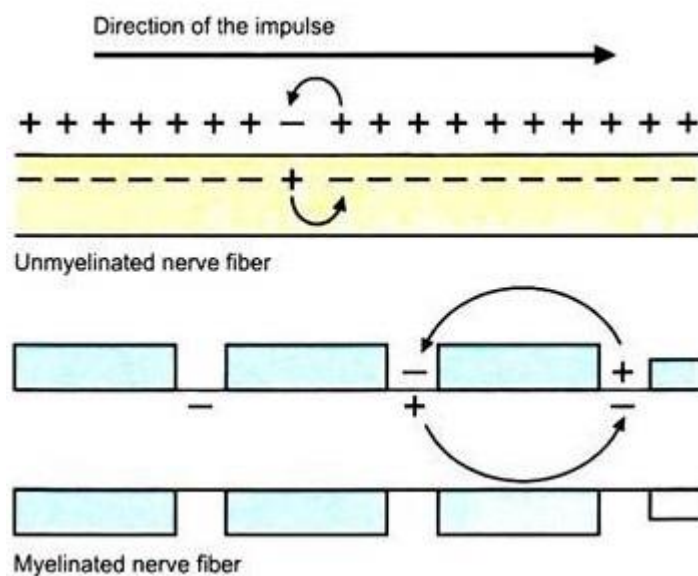 Direction of the impulse
+ + + + + + + − + + + + + + + + + +
− − − − − − − + − − − − − − − − − −
Unmyelinated nerve fiber
− +
− + −
Myelinated nerve fiber